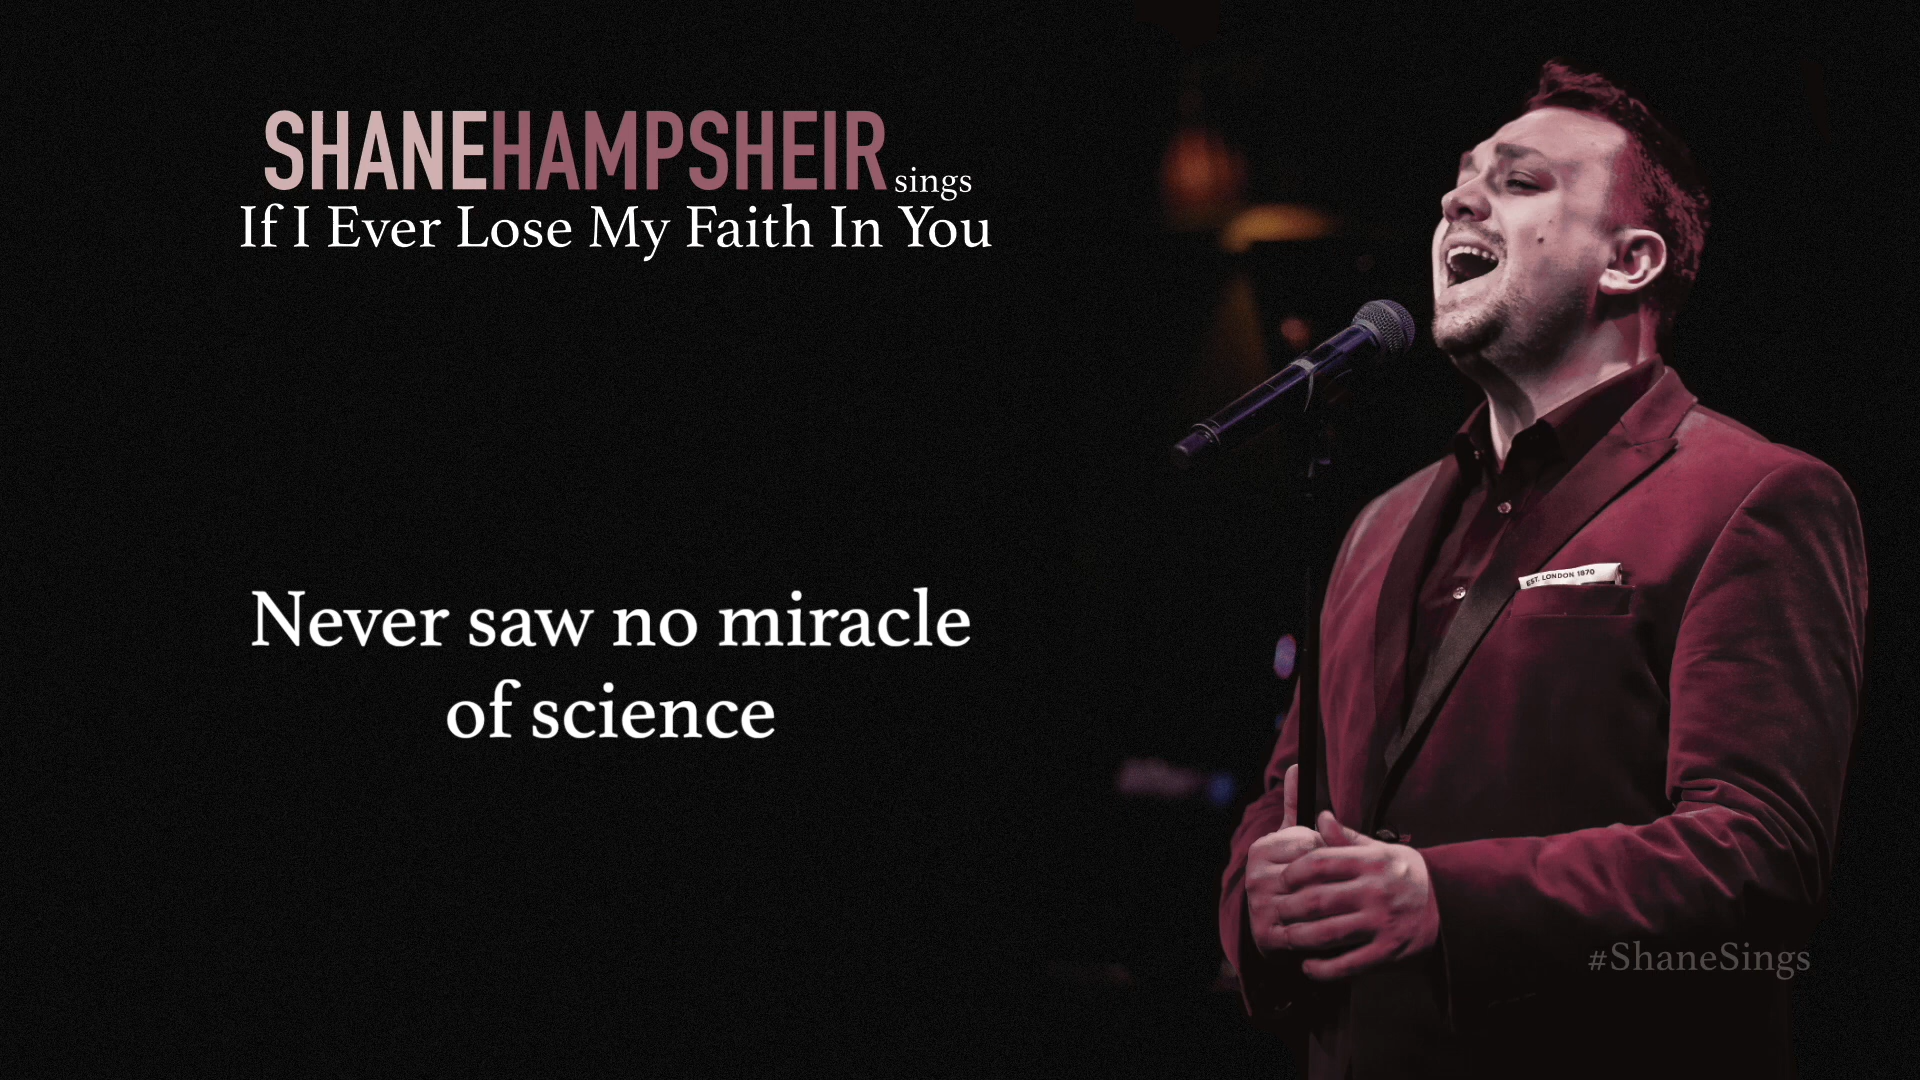 SHANEHAMPSHEIR sings
If I Ever Lose My Faith In You
Never saw no miracle
of science
EST. LONDON 1870
#ShaneSings